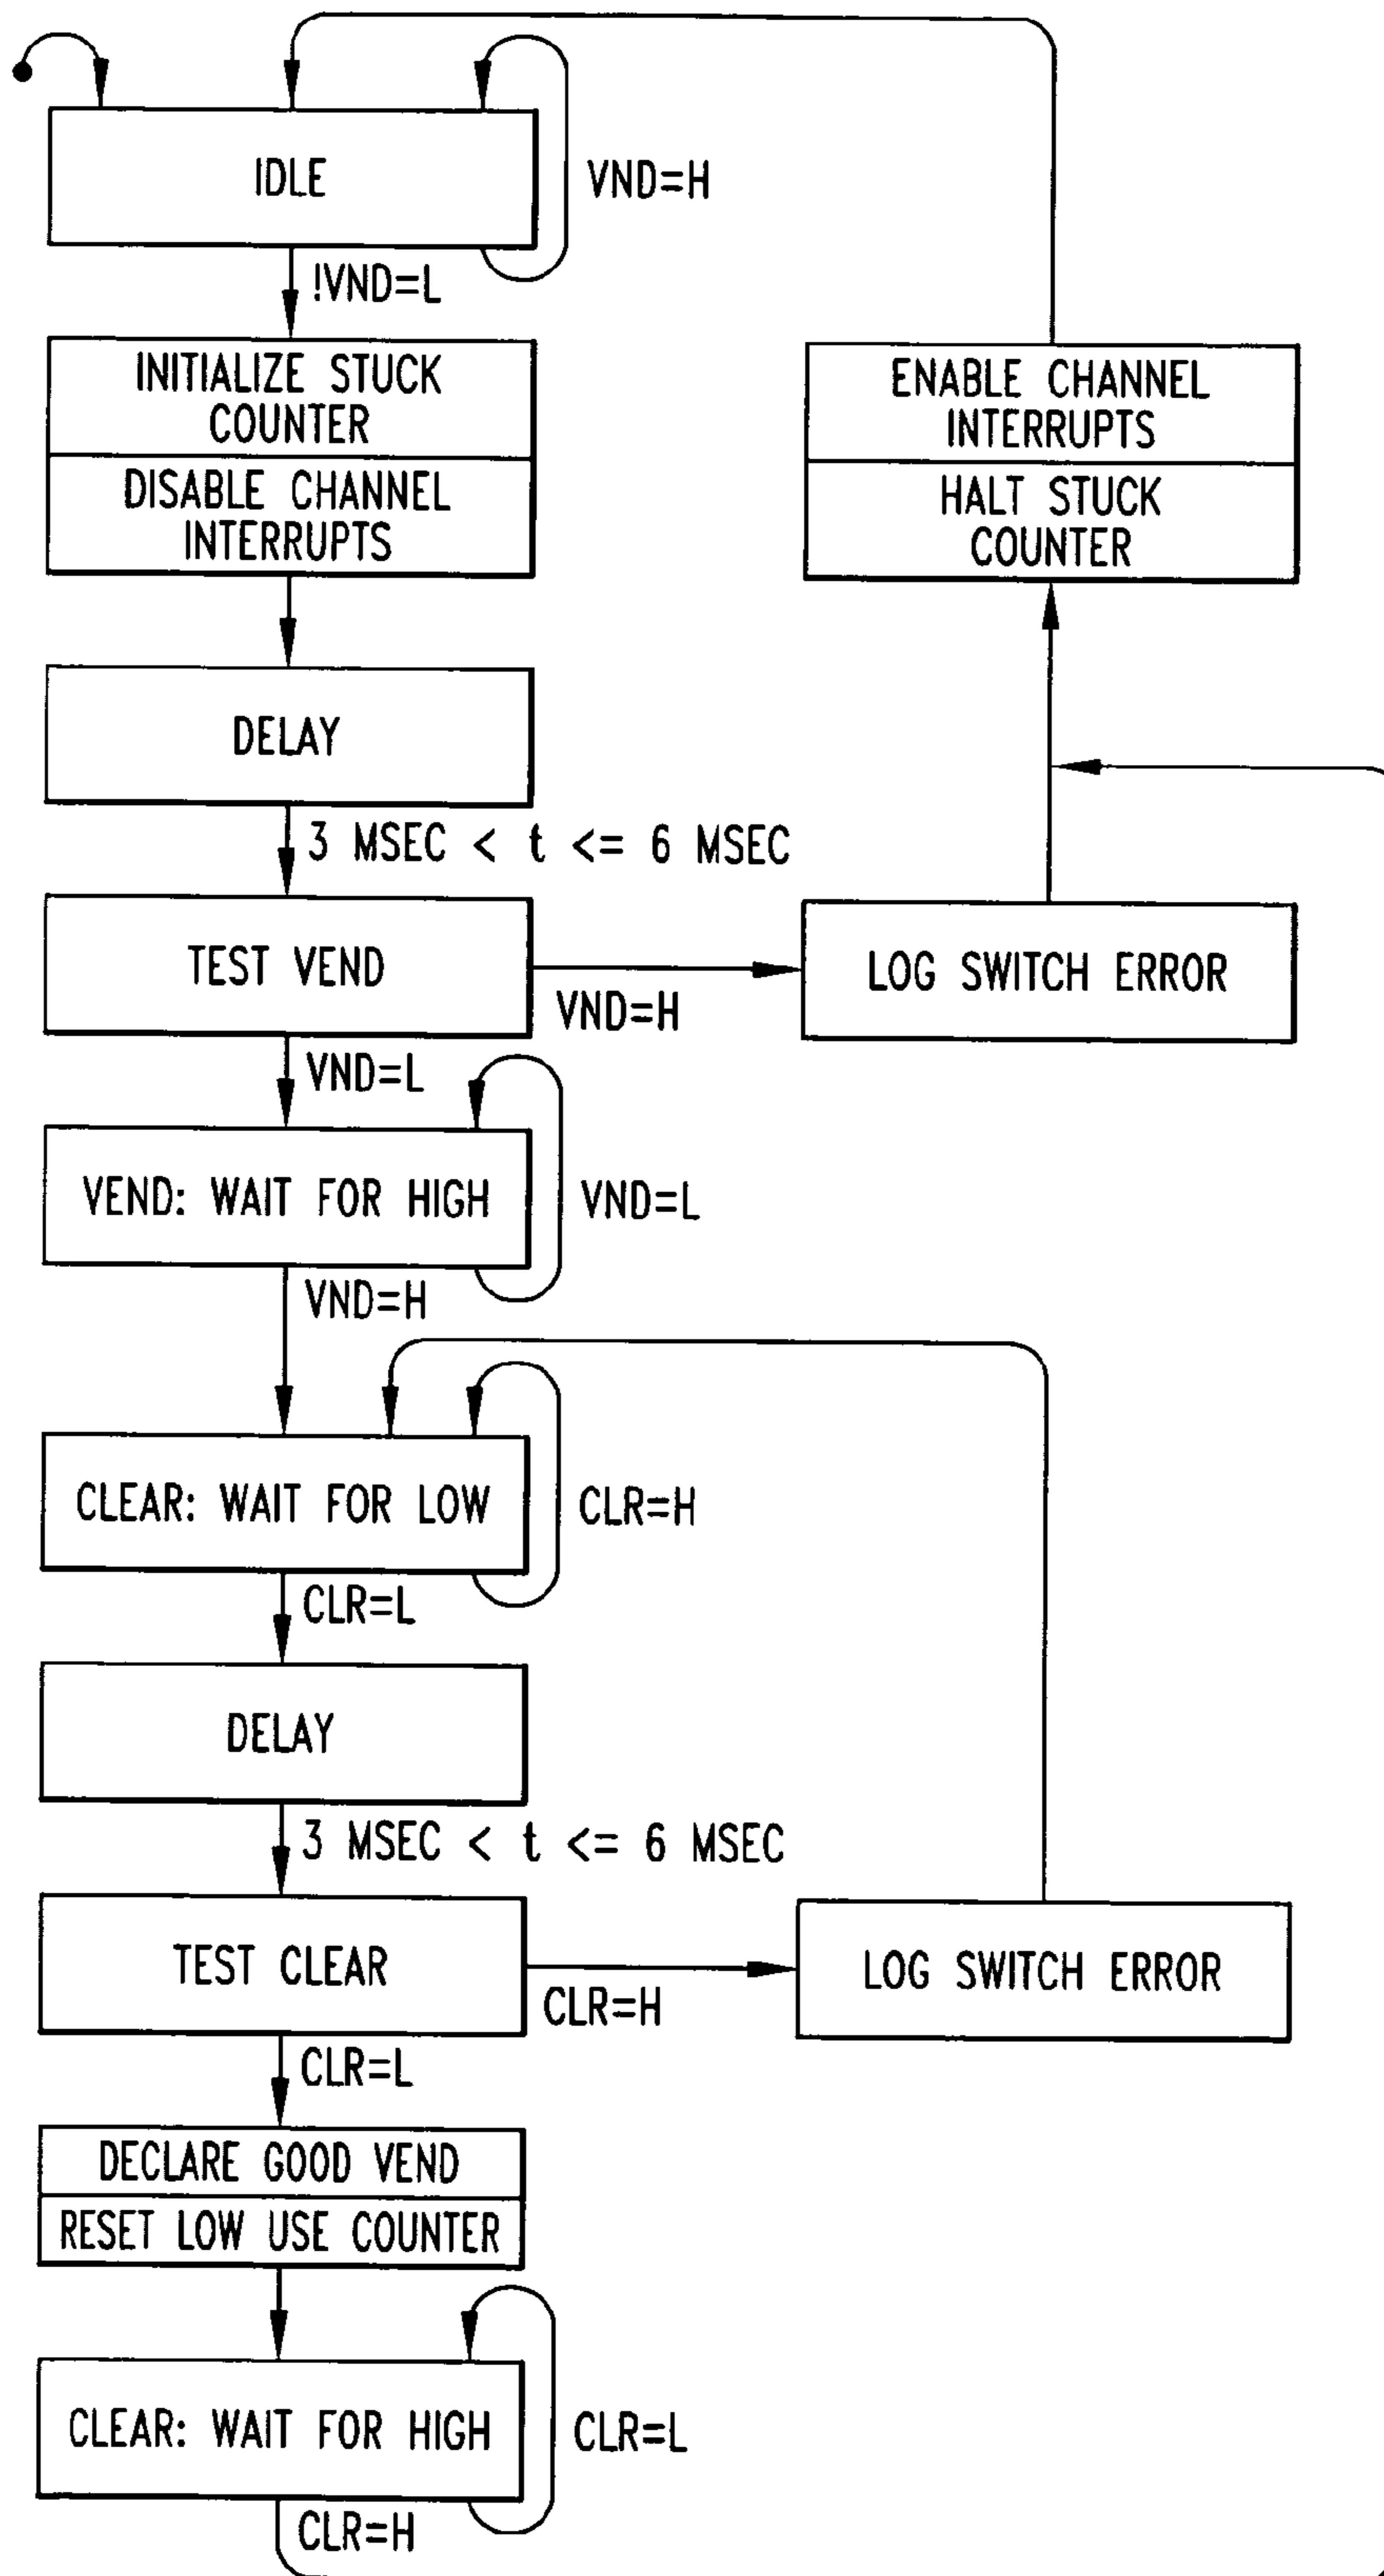 IDLE
VND=H
!VND=L
INITIALIZE STUCK
COUNTER
DISABLE CHANNEL
INTERRUPTS
ENABLE CHANNEL
INTERRUPTS
HALT STUCK
COUNTER
DELAY
3 MSEC < t <= 6 MSEC
TEST VEND
VND=H
LOG SWITCH ERROR
VND=L
VEND: WAIT FOR HIGH
VND=L
VND=H
CLEAR: WAIT FOR LOW
CLR=H
CLR=L
DELAY
3 MSEC < t <= 6 MSEC
TEST CLEAR
CLR=H
LOG SWITCH ERROR
CLR=L
DECLARE GOOD VEND
RESET LOW USE COUNTER
CLEAR: WAIT FOR HIGH
CLR=L
CLR=H